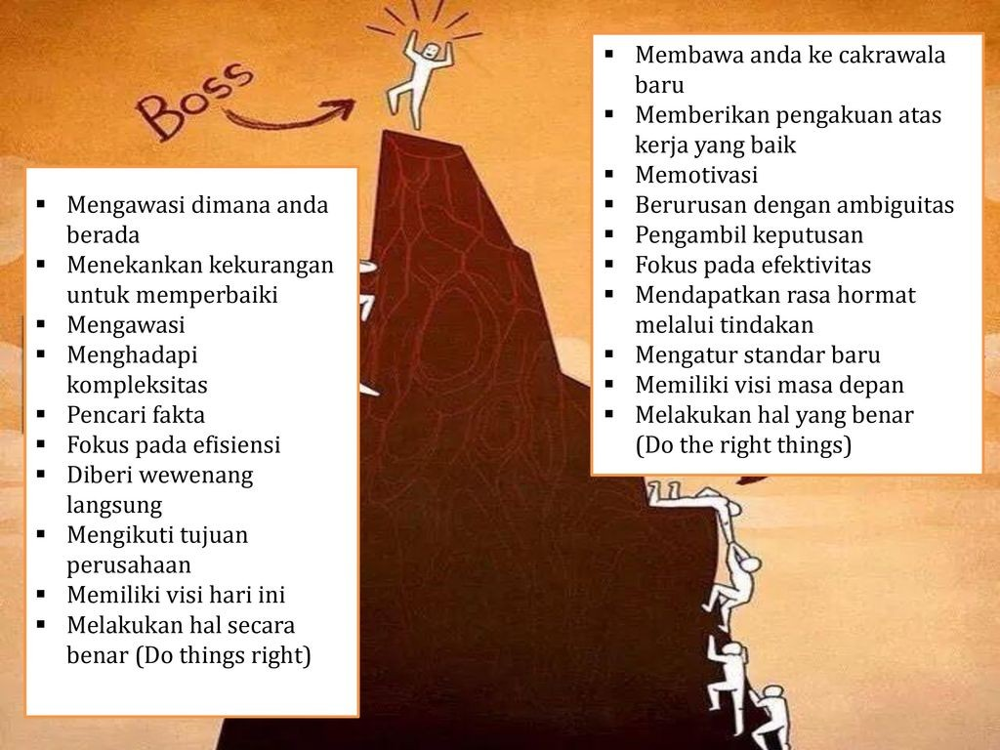 Boss
▪ Mengawasi dimana anda
berada
▪ Menekankan kekurangan
untuk memperbaiki
▪ Mengawasi
▪ Menghadapi
kompleksitas
▪ Pencari fakta
▪ Fokus pada efisiensi
▪ Diberi wewenang
langsung
▪ Mengikuti tujuan
perusahaan
▪ Memiliki visi hari ini
▪ Melakukan hal secara
benar (Do things right)
▪ Membawa anda ke cakrawala
baru
▪ Memberikan pengakuan atas
kerja yang baik
▪ Memotivasi
▪ Berurusan dengan ambiguitas
▪ Pengambil keputusan
▪ Fokus pada efektivitas
▪ Mendapatkan rasa hormat
melalui tindakan
▪ Mengatur standar baru
▪ Memiliki visi masa depan
▪ Melakukan hal yang benar
(Do the right things)